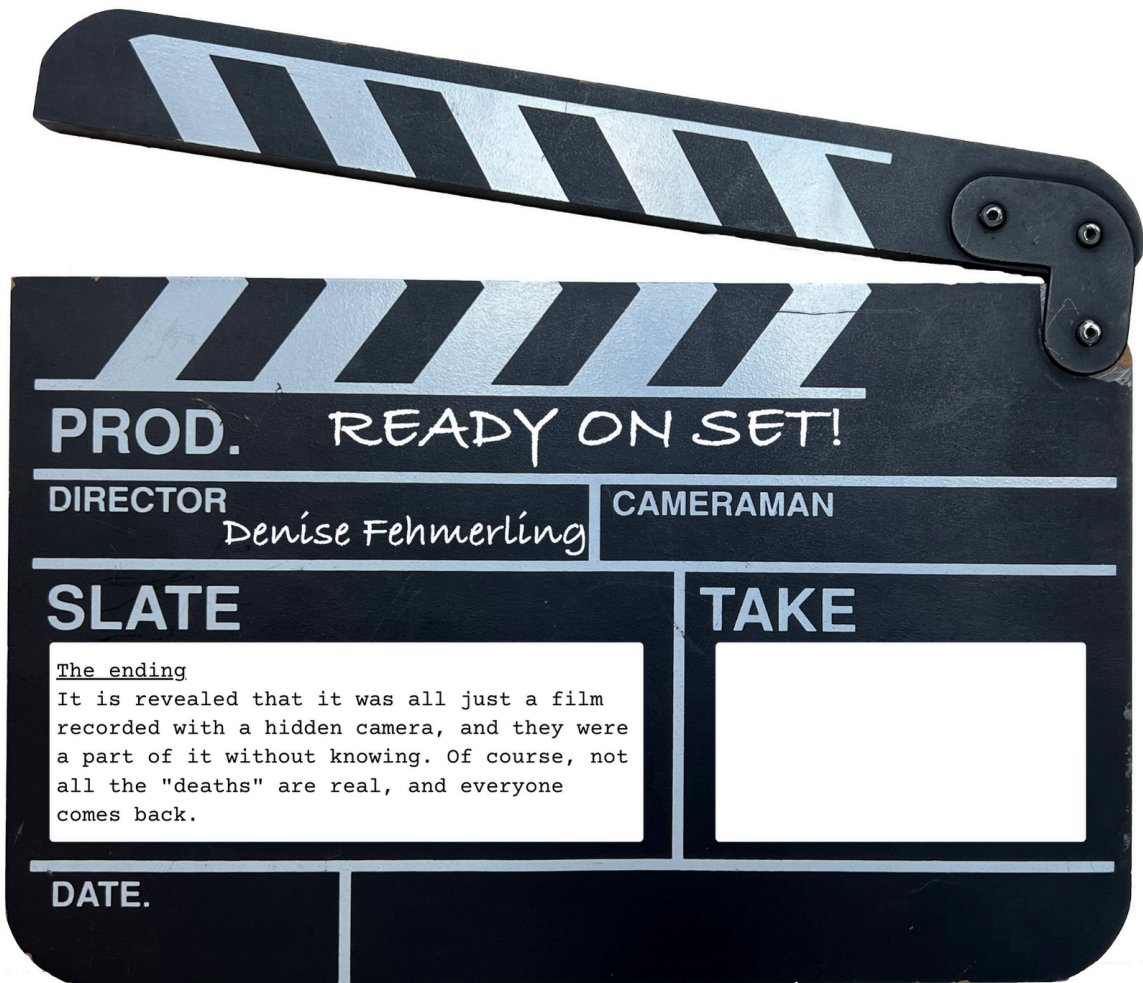 PROD. READY ON SET!
DIRECTOR
Denise Fehmerling
CAMERAMAN
SLATE
The ending
It is revealed that it was all just a film
recorded with a hidden camera, and they were
a part of it without knowing. Of course, not
all the "deaths" are real, and everyone
comes back.
TAKE
DATE.